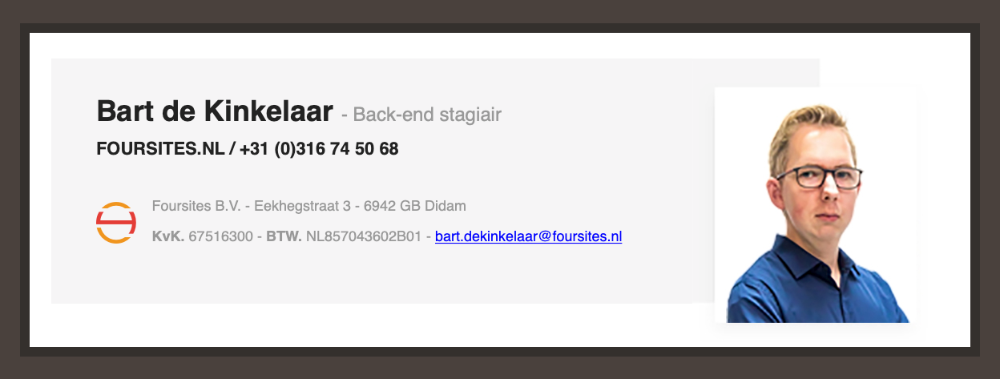 Bart de Kinkelaar - Back-end stagiair
FOURSITES.NL / +31 (0)316 74 50 68
Foursites B.V. - Eekhegstraat 3 - 6942 GB Didam
KvK. 67516300 - BTW. NL857043602B01 - bart.dekinkelaar@foursites.nl